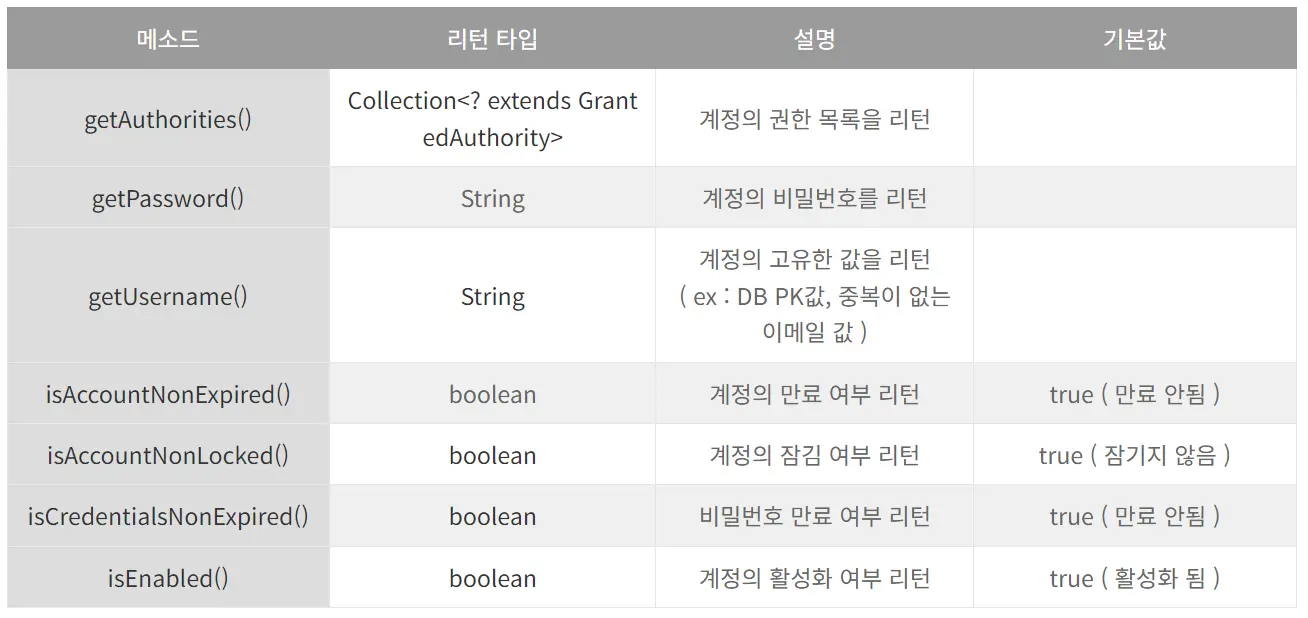 메소드 리턴 타입 설명 기본값
getAuthorities()
Collection<? extends Grant
edAuthority>
계정의 권한 목록을 리턴
getPassword() String 계정의 비밀번호를 리턴
getUsername() String
계정의 고유한 값을 리턴
( ex : DB PK값, 중복이 없는
이메일 값 )
isAccountNonExpired() boolean 계정의 만료 여부 리턴 true ( 만료 안됨 )
isAccountNonLocked() boolean 계정의 잠김 여부 리턴 true ( 잠기지 않음 )
isCredentialsNonExpired() boolean 비밀번호 만료 여부 리턴 true ( 만료 안됨 )
isEnabled() boolean 계정의 활성화 여부 리턴 true ( 활성화 됨 )